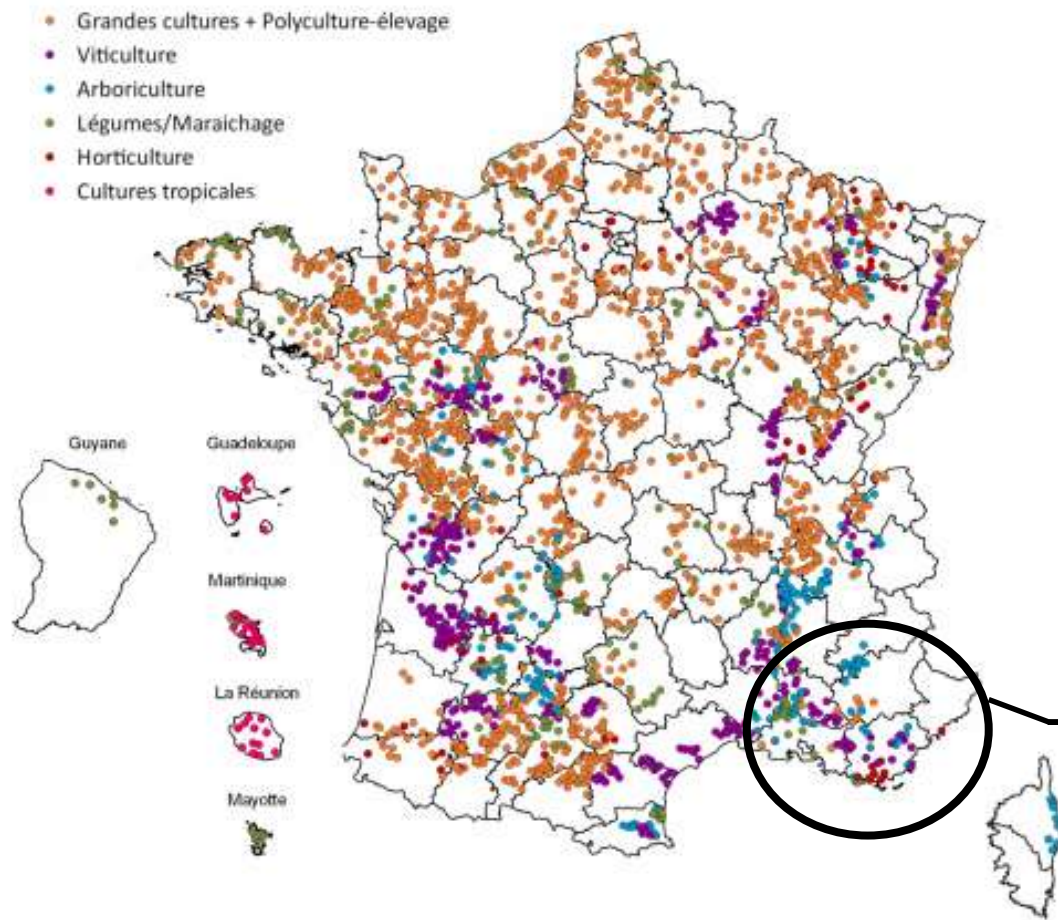 Grandes cultures + Polyculture-élevage
Viticulture
Arboriculture
Légumes/Maraichage
Horticulture
Cultures tropicales
Guyane
Guadeloupe
Martinique
La Réunion
Mayotte